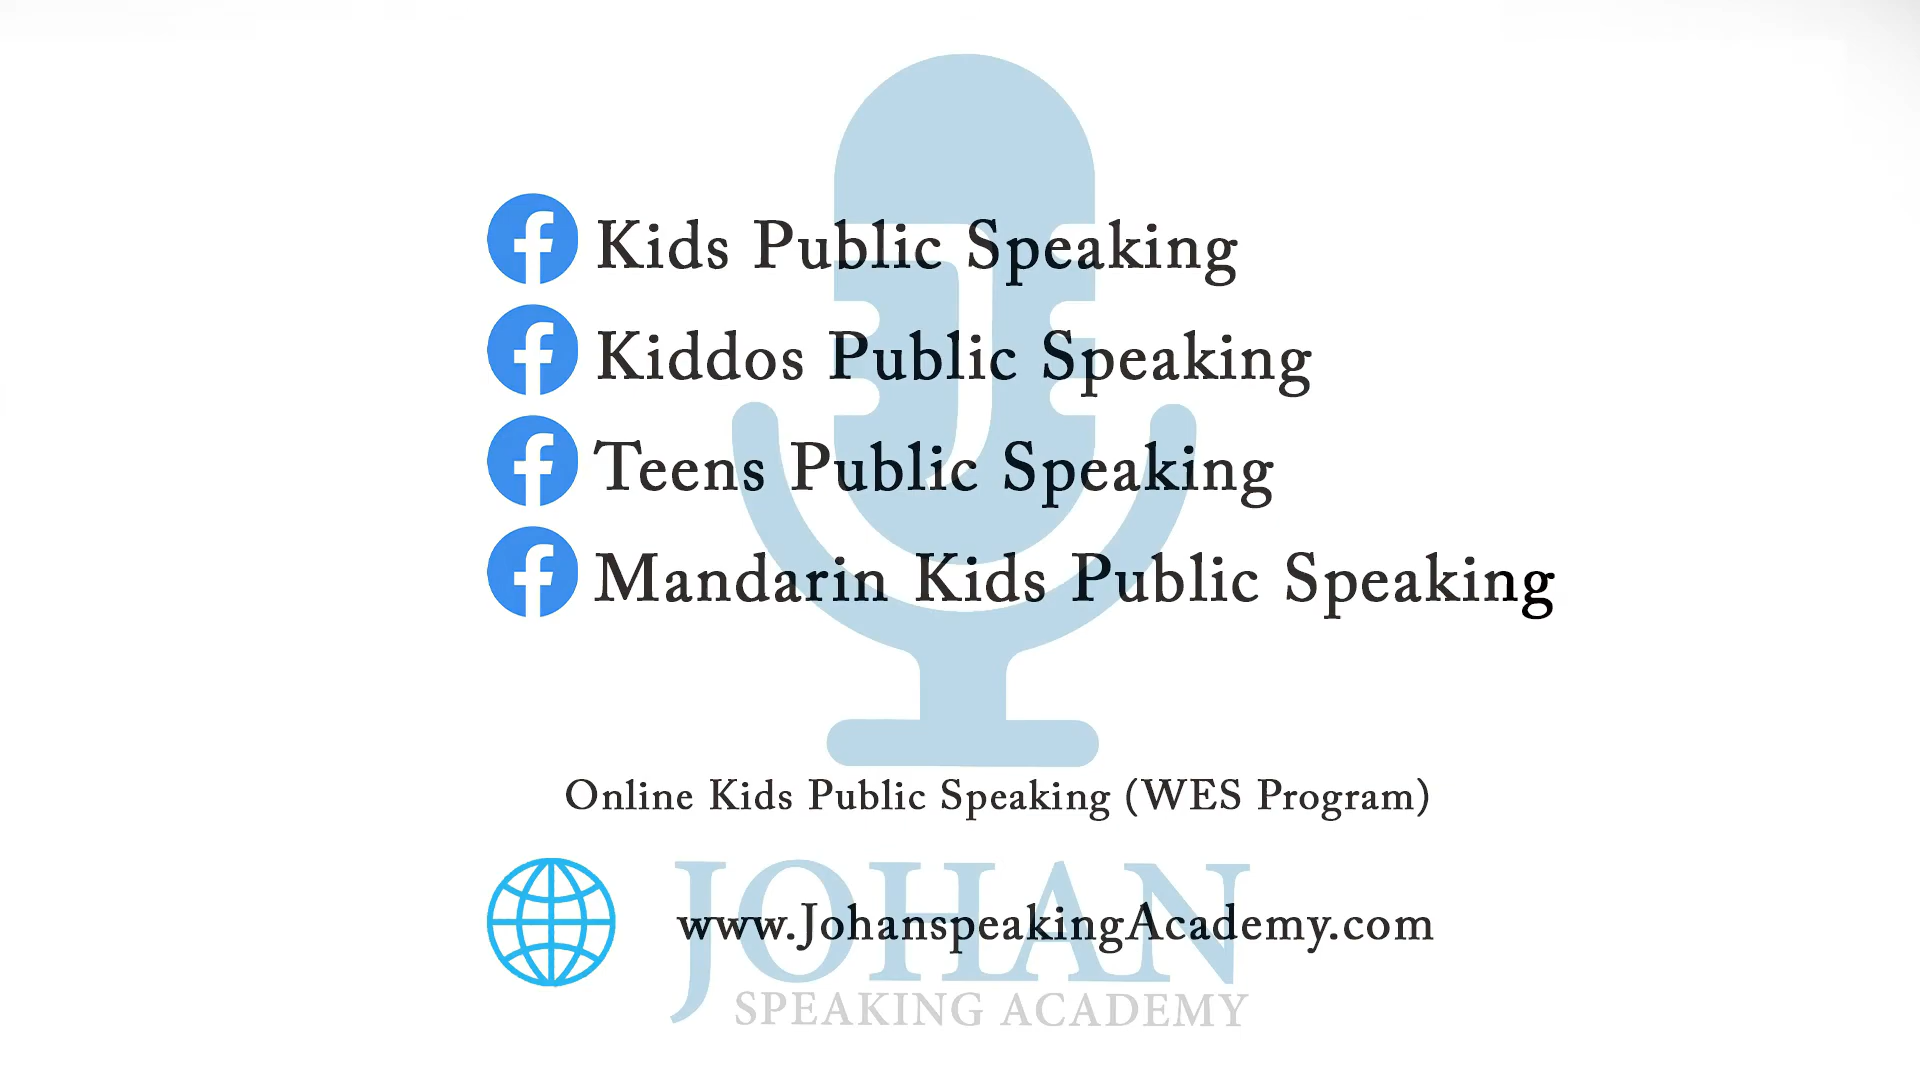 Kids Public Speaking
Kiddos Public Speaking
Teens Public Speaking
Mandarin Kids Public Speaking
Online Kids Public Speaking (WES Program)
www.JohanspeakingAcademy.com
JOHAN
SPEAKING ACADEMY